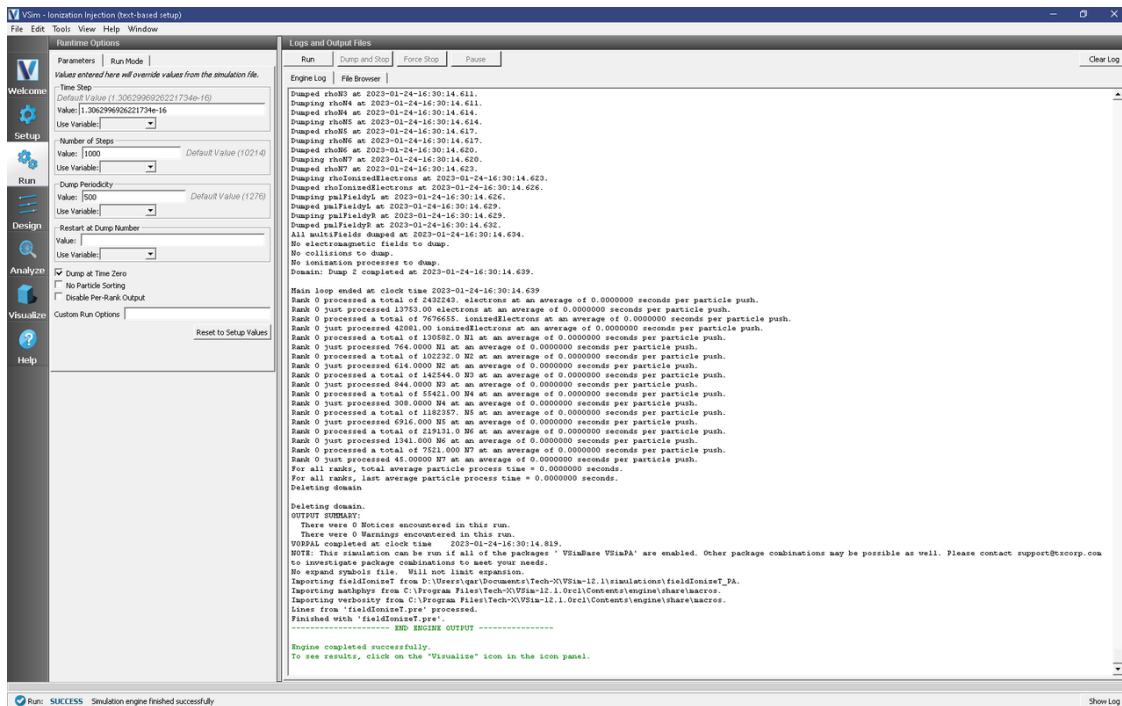 VSim - Ionization Injection (text-based setup)
File Edit Tools View Help Window
Welcome
Setup
Run
Design
Analyze
Visualize
Help
Runtime Options
Parameters Run Mode
Values entered here will override values from the simulation file.
Time Step
Default Value (1.3062996926221734e-16)
Value: 1.3062996926221734e-16
Use Variable:
Number of Steps
Value: 1000 Default Value (10214)
Use Variable:
Dump Periodicity
Value: 500 Default Value (1276)
Use Variable:
Restart at Dump Number
Value:
Use Variable:
Dump at Time Zero
No Particle Sorting
Disable Per-Rank Output
Custom Run Options
Reset to Setup Values
Logs and Output Files
Run Dump and Stop Force Stop Pause Clear Log
Engine Log File Browser
Dumped rhoN3 at 2023-01-24-16:30:14.611.
Dumping rhoN4 at 2023-01-24-16:30:14.611.
Dumped rhoN4 at 2023-01-24-16:30:14.614.
Dumping rhoN5 at 2023-01-24-16:30:14.614.
Dumped rhoN5 at 2023-01-24-16:30:14.617.
Dumping rhoN6 at 2023-01-24-16:30:14.617.
Dumped rhoN6 at 2023-01-24-16:30:14.620.
Dumping rhoN7 at 2023-01-24-16:30:14.620.
Dumped rhoN7 at 2023-01-24-16:30:14.623.
Dumping rhoIonizedElectrons at 2023-01-24-16:30:14.623.
Dumped rhoIonizedElectrons at 2023-01-24-16:30:14.626.
Dumping pmlFieldyL at 2023-01-24-16:30:14.626.
Dumped pmlFieldyL at 2023-01-24-16:30:14.629.
Dumping pmlFieldyR at 2023-01-24-16:30:14.629.
Dumped pmlFieldyR at 2023-01-24-16:30:14.632.
All multiFields dumped at 2023-01-24-16:30:14.634.
No electromagnetic fields to dump.
No collisions to dump.
No ionization processes to dump.
Domain: Dump 2 completed at 2023-01-24-16:30:14.639.
Main loop ended at clock time 2023-01-24-16:30:14.639
Rank 0 processed a total of 2432243. electrons at an average of 0.0000000 seconds per particle push.
Rank 0 just processed 13753.00 electrons at an average of 0.0000000 seconds per particle push.
Rank 0 processed a total of 7676655. ionizedElectrons at an average of 0.0000000 seconds per particle push.
Rank 0 just processed 42081.00 ionizedElectrons at an average of 0.0000000 seconds per particle push.
Rank 0 processed a total of 130582.0 N1 at an average of 0.0000000 seconds per particle push.
Rank 0 just processed 764.0000 N1 at an average of 0.0000000 seconds per particle push.
Rank 0 processed a total of 102232.0 N2 at an average of 0.0000000 seconds per particle push.
Rank 0 just processed 614.0000 N2 at an average of 0.0000000 seconds per particle push.
Rank 0 processed a total of 142544.0 N3 at an average of 0.0000000 seconds per particle push.
Rank 0 just processed 844.0000 N3 at an average of 0.0000000 seconds per particle push.
Rank 0 processed a total of 55421.00 N4 at an average of 0.0000000 seconds per particle push.
Rank 0 just processed 308.0000 N4 at an average of 0.0000000 seconds per particle push.
Rank 0 processed a total of 1182357. N5 at an average of 0.0000000 seconds per particle push.
Rank 0 just processed 6916.000 N5 at an average of 0.0000000 seconds per particle push.
Rank 0 processed a total of 219131.0 N6 at an average of 0.0000000 seconds per particle push.
Rank 0 just processed 1341.000 N6 at an average of 0.0000000 seconds per particle push.
Rank 0 processed a total of 7521.000 N7 at an average of 0.0000000 seconds per particle push.
Rank 0 just processed 45.00000 N7 at an average of 0.0000000 seconds per particle push.
For all ranks, total average particle process time = 0.0000000 seconds.
For all ranks, last average particle process time = 0.0000000 seconds.
Deleting domain
Deleting domain.
OUTPUT SUMMARY:
There were 0 Notices encountered in this run.
There were 0 Warnings encountered in this run.
VORPAL completed at clock time 2023-01-24-16:30:14.819.
NOTE: This simulation can be run if all of the packages ' VSimBase VSimPA' are enabled. Other package combinations may be possible as well. Please contact support@txcorp.com
to investigate package combinations to meet your needs.
No expand symbols file. Will not limit expansion.
Importing fieldIonizeT from D:\Users\qar\Documents\Tech-X\VSim-12.1\simulations\fieldIonizeT_PA.
Importing mathphys from C:\Program Files\Tech-X\VSim-12.1.0rc1\Contents\engine\share\macros.
Importing verbosity from C:\Program Files\Tech-X\VSim-12.1.0rc1\Contents\engine\share\macros.
Lines from 'fieldIonizeT.pre' processed.
Finished with 'fieldIonizeT.pre'.
-------------------- END ENGINE OUTPUT ----------------
Engine completed successfully.
To see results, click on the "Visualize" icon in the icon panel.
Run: SUCCESS Simulation engine finished successfully Show Log